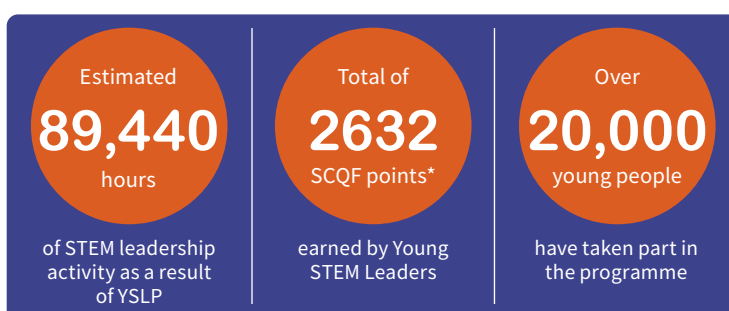 Estimated
89,440
hours
of STEM leadership
activity as a result
of YSLP
Total of
2632
SCQF points*
earned by Young
STEM Leaders
Over
20,000
young people
have taken part in
the programme